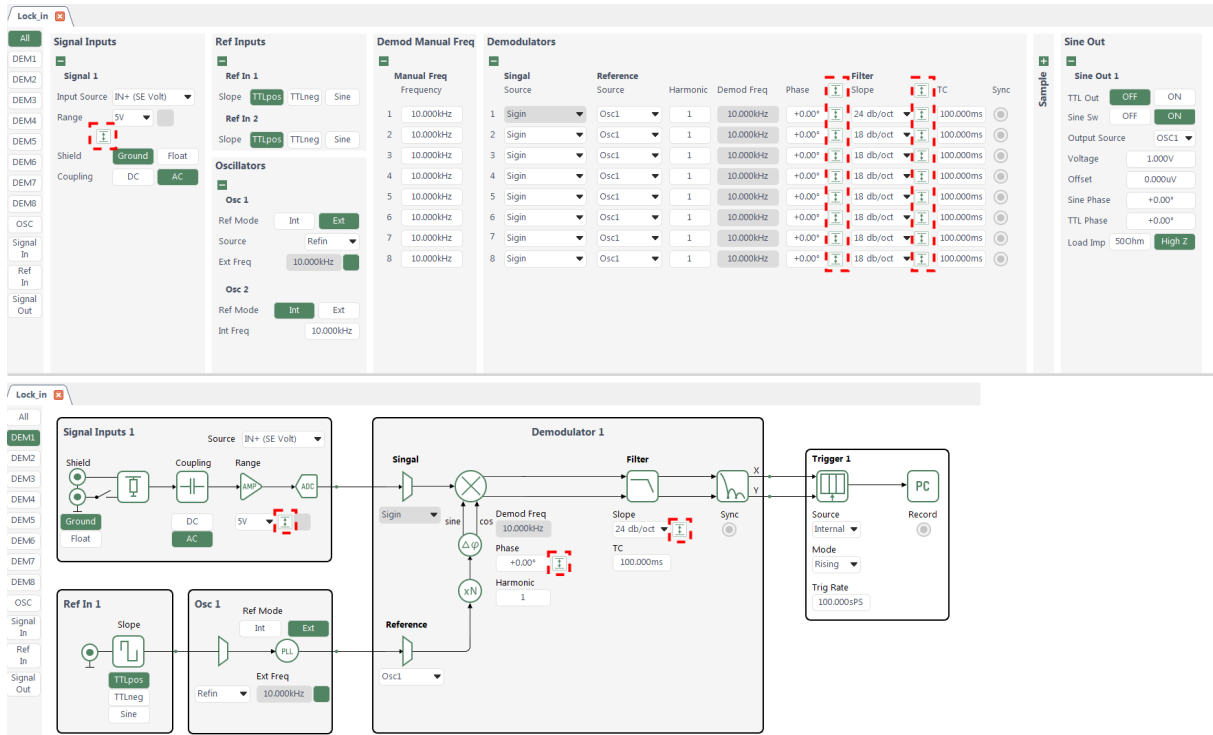 Lock_in
All
DEM1
DEM2
DEM3
DEM4
DEM5
DEM6
DEM7
DEM8
OSC
Signal
In
Ref
In
Signal
Out
Signal Inputs
Signal 1
Input Source IN+ (SE Volt)
Range 5V
Shield Ground Float
Coupling DC AC
Ref Inputs
Ref In 1
Slope TTLpos TTLneg Sine
Ref In 2
Slope TTLpos TTLneg Sine
Oscillators
Osc 1
Ref Mode Int Ext
Source Refin
Ext Freq 10.000kHz
Osc 2
Ref Mode Int Ext
Int Freq 10.000kHz
Demod Manual Freq
Manual Freq
Frequency
1 10.000kHz
2 10.000kHz
3 10.000kHz
4 10.000kHz
5 10.000kHz
6 10.000kHz
7 10.000kHz
8 10.000kHz
Demodulators
Singal Reference Filter
Source Source Harmonic Demod Freq Phase Slope TC Sync
1 Sigin Osc1 1 10.000kHz +0.00° 24 db/oct 100.000ms
2 Sigin Osc1 1 10.000kHz +0.00° 18 db/oct 100.000ms
3 Sigin Osc1 1 10.000kHz +0.00° 18 db/oct 100.000ms
4 Sigin Osc1 1 10.000kHz +0.00° 18 db/oct 100.000ms
5 Sigin Osc1 1 10.000kHz +0.00° 18 db/oct 100.000ms
6 Sigin Osc1 1 10.000kHz +0.00° 18 db/oct 100.000ms
7 Sigin Osc1 1 10.000kHz +0.00° 18 db/oct 100.000ms
8 Sigin Osc1 1 10.000kHz +0.00° 18 db/oct 100.000ms
Sample
Sine Out
Sine Out 1
TTL Out OFF ON
Sine Sw OFF ON
Output Source OSC1
Voltage 1.000V
Offset 0.000uV
Sine Phase +0.00°
TTL Phase +0.00°
Load Imp 50Ohm High Z
Lock_in
All
DEM1
DEM2
DEM3
DEM4
DEM5
DEM6
DEM7
DEM8
OSC
Signal
In
Ref
In
Signal
Out
Signal Inputs 1
Source IN+ (SE Volt)
Shield Coupling Range
AMP ADC
Ground DC 5V
Float AC
Ref In 1
Slope
TTLpos
TTLneg
Sine
Osc 1
Ref Mode
Int Ext
PLL
Ext Freq
Refin 10.000kHz
Demodulator 1
Singal Filter
X
Y
Sigin sine cos
Demod Freq
10.000kHz
Δφ
Phase
+0.00°
xN
Harmonic
1
Slope
24 db/oct
TC
100.000ms
Sync
Reference
Osc1
Trigger 1
PC
Source Record
Internal
Mode
Rising
Trig Rate
100.000sPS